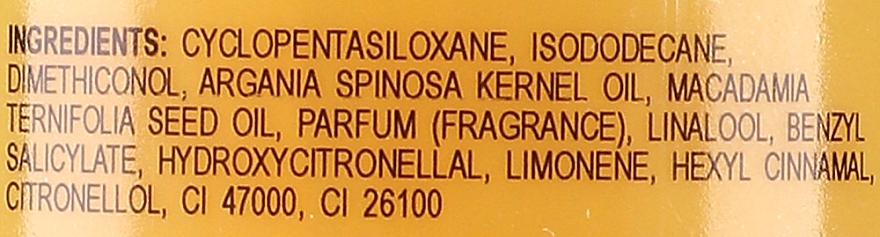 INGREDIENTS: CYCLOPENTASILOXANE, ISODODECANE,
DIMETHICONOL, ARGANIA SPINOSA KERNEL OIL, MACADAMIA
TERNIFOLIA SEED OIL, PARFUM (FRAGRANCE), LINALOOL, BENZYL
SALICYLATE, HYDROXYCITRONELLAL, LIMONENE, HEXYL CINNAMAL,
CITRONELLOL, CI 47000, CI 26100